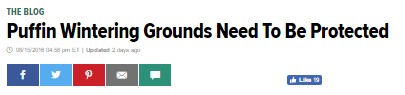 THE BLOG
Puffin Wintering Grounds Need To Be Protected
09/15/2016 04:58 pm ET | Updated 2 days ago
Like 19